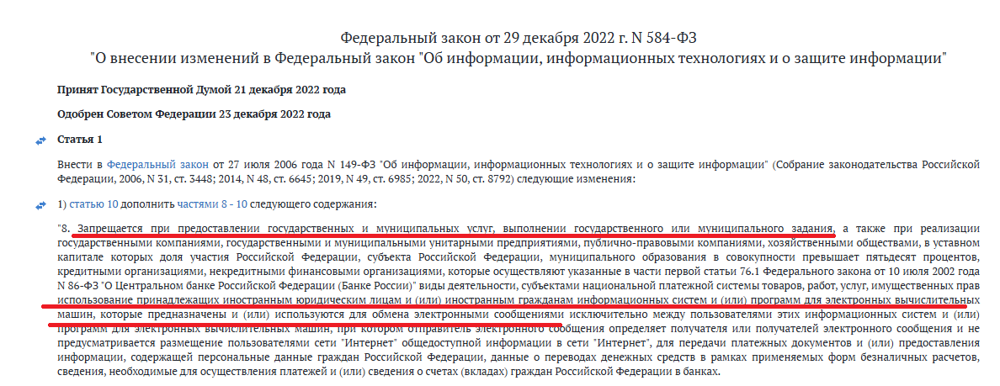 Федеральный закон от 29 декабря 2022 г. N 584-ФЗ
"О внесении изменений в Федеральный закон "Об информации, информационных технологиях и о защите информации"
Принят Государственной Думой 21 декабря 2022 года
Одобрен Советом Федерации 23 декабря 2022 года
Статья 1
Внести в Федеральный закон от 27 июля 2006 года N 149-ФЗ "Об информации, информационных технологиях и о защите информации" (Собрание законодательства Российской
Федерации, 2006, N 31, ст. 3448; 2014, N 48, ст. 6645; 2019, N 49, ст. 6985; 2022, N 50, ст. 8792) следующие изменения:
1) статью 10 дополнить частями 8 - 10 следующего содержания:
"8. Запрещается при предоставлении государственных и муниципальных услуг, выполнении государственного или муниципального задания, а также при реализации
государственными компаниями, государственными и муниципальными унитарными предприятиями, публично-правовыми компаниями, хозяйственными обществами, в уставном
капитале которых доля участия Российской Федерации, субъекта Российской Федерации, муниципального образования в совокупности превышает пятьдесят процентов,
кредитными организациями, некредитными финансовыми организациями, которые осуществляют указанные в части первой статьи 76.1 Федерального закона от 10 июля 2002 года
N 86-ФЗ "О Центральном банке Российской Федерации (Банке России)" виды деятельности, субъектами национальной платежной системы товаров, работ, услуг, имущественных прав
использование принадлежащих иностранным юридическим лицам и (или) иностранным гражданам информационных систем и (или) программ для электронных вычислительных
машин, которые предназначены и (или) используются для обмена электронными сообщениями исключительно между пользователями этих информационных систем и (или)
программ для электронных вычислительных машин, при котором отправитель электронного сообщения определяет получателя или получателей электронного сообщения и не
предусматривается размещение пользователями сети "Интернет" общедоступной информации в сети "Интернет", для передачи платежных документов и (или) предоставления
информации, содержащей персональные данные граждан Российской Федерации, данные о переводах денежных средств в рамках применяемых форм безналичных расчетов,
сведения, необходимые для осуществления платежей и (или) сведения о счетах (вкладах) граждан Российской Федерации в банках.